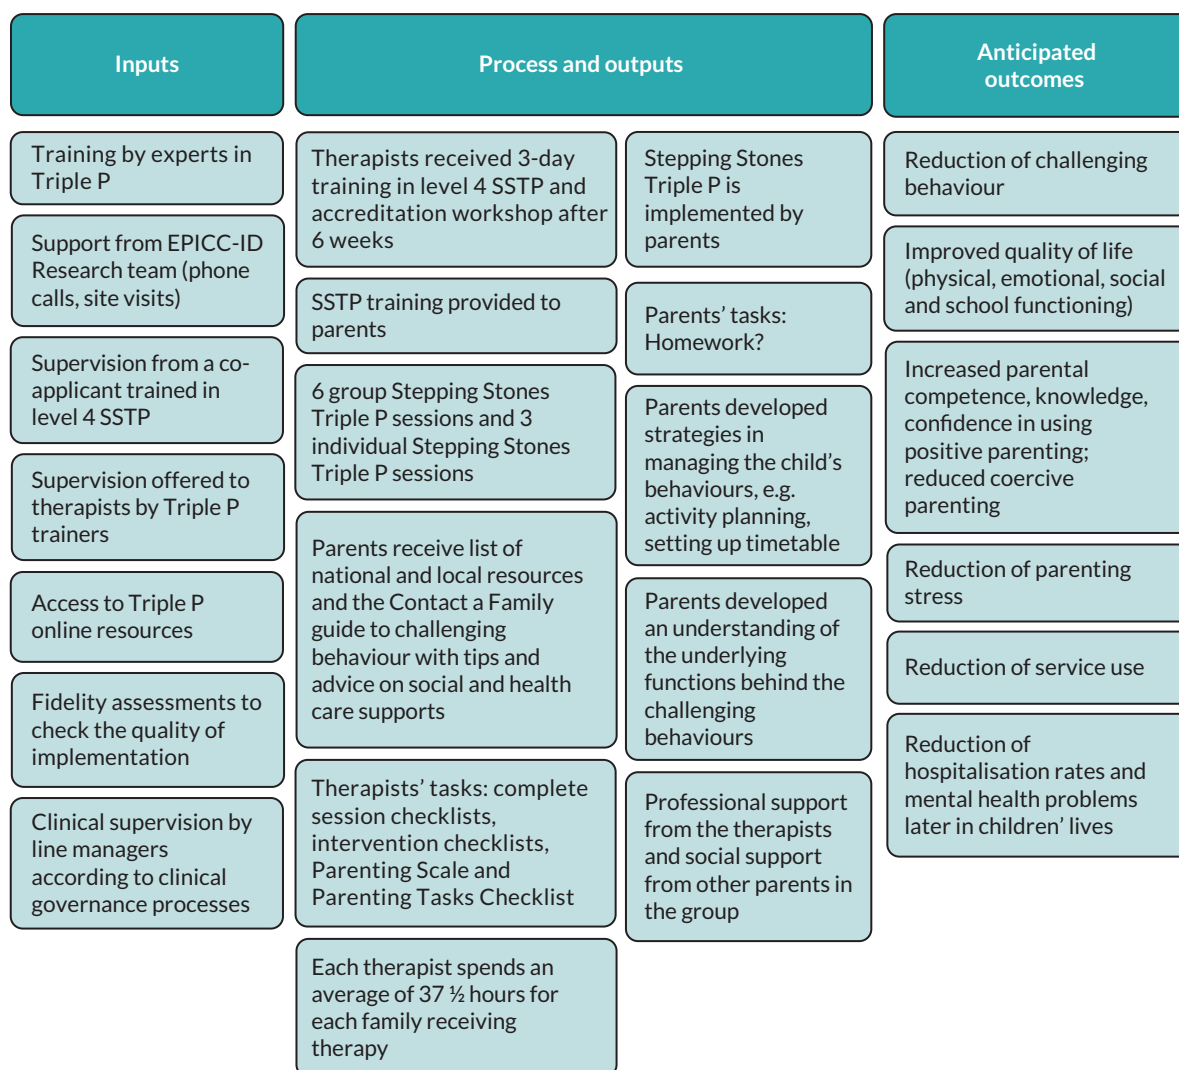 Inputs
Process and outputs
Anticipated
outcomes
Training by experts in
Triple P
Support from EPICC-ID
Research team (phone
calls, site visits)
Supervision from a co-
applicant trained in
level 4 SSTP
Supervision offered to
therapists by Triple P
trainers
Access to Triple P
online resources
Fidelity assessments to
check the quality of
implementation
Clinical supervision by
line managers
according to clinical
governance processes
Therapists received 3-day
training in level 4 SSTP and
accreditation workshop after
6 weeks
SSTP training provided to
parents
6 group Stepping Stones
Triple P sessions and 3
individual Stepping Stones
Triple P sessions
Parents receive list of
national and local resources
and the Contact a Family
guide to challenging
behaviour with tips and
advice on social and health
care supports
Therapists’ tasks: complete
session checklists,
intervention checklists,
Parenting Scale and
Parenting Tasks Checklist
Each therapist spends an
average of 37 ½ hours for
each family receiving
therapy
Stepping Stones
Triple P is
implemented by
parents
Parents’ tasks:
Homework?
Parents developed
strategies in
managing the child’s
behaviours, e.g.
activity planning,
setting up timetable
Parents developed
an understanding of
the underlying
functions behind the
challenging
behaviours
Professional support
from the therapists
and social support
from other parents in
the group
Reduction of challenging
behaviour
Improved quality of life
(physical, emotional, social
and school functioning)
Increased parental
competence, knowledge,
confidence in using
positive parenting;
reduced coercive
parenting
Reduction of parenting
stress
Reduction of service use
Reduction of
hospitalisation rates and
mental health problems
later in children’ lives